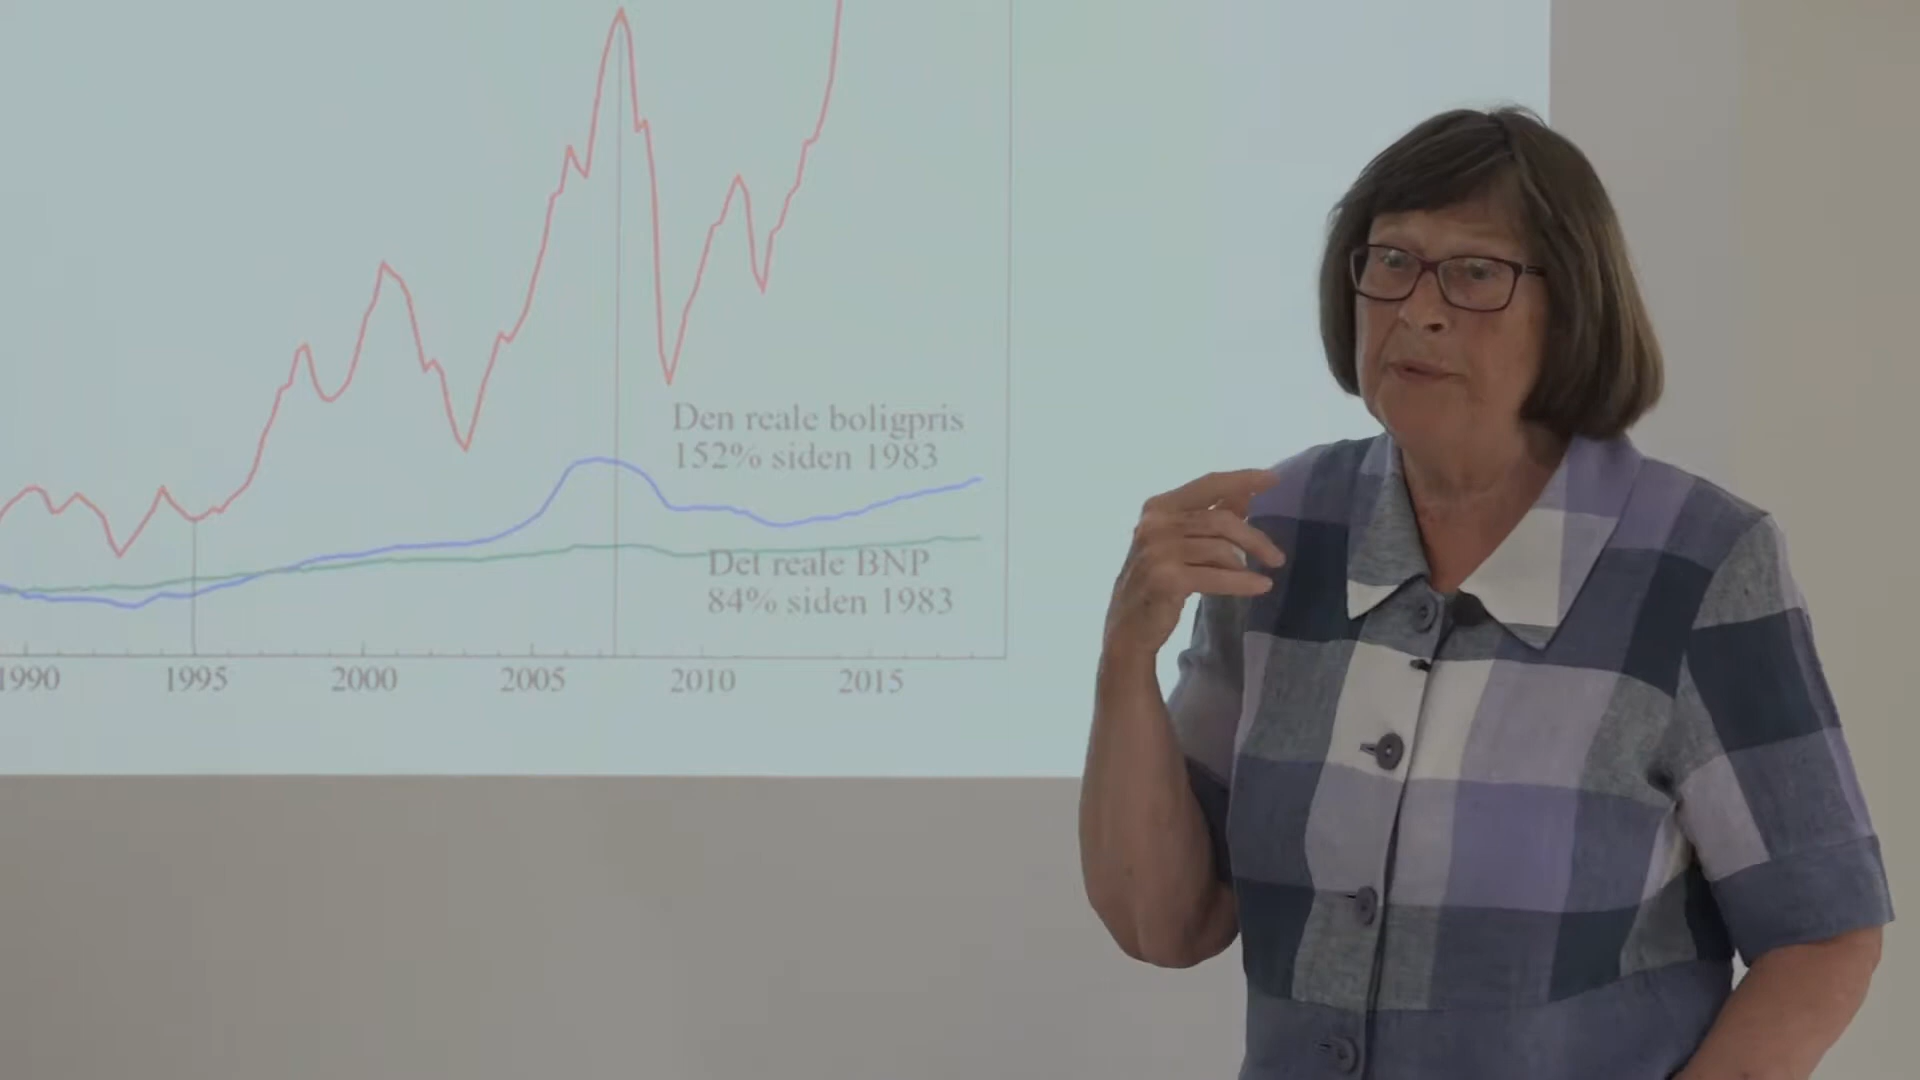 Den reale boligpris
152% siden 1983
Det reale BNP
84% siden 1983
1990 1995 2000 2005 2010 2015